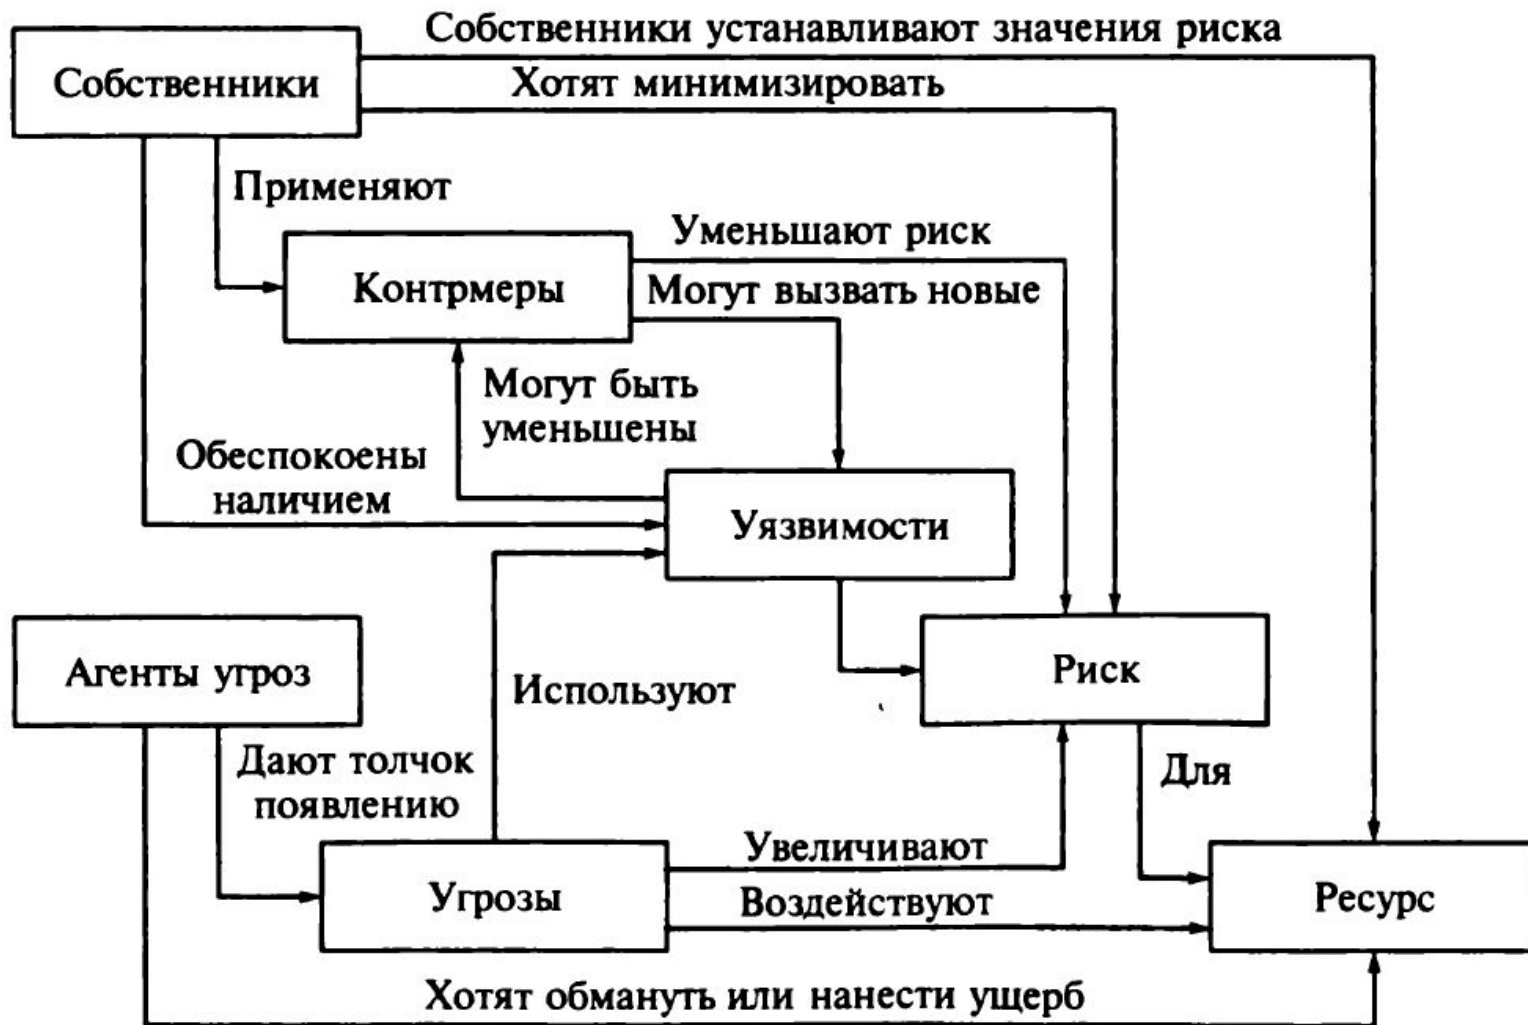 Собственники устанавливают значения риска
Собственники
Хотят минимизировать
Применяют
Уменьшают риск
Контрмеры
Могут вызвать новые
Могут быть
уменьшены
Обеспокоены
наличием
Уязвимости
Агенты угроз
Риск
Используют
Дают толчок
появлению
Для
Увеличивают
Угрозы
Воздействуют
Ресурс
Хотят обмануть или нанести ущерб